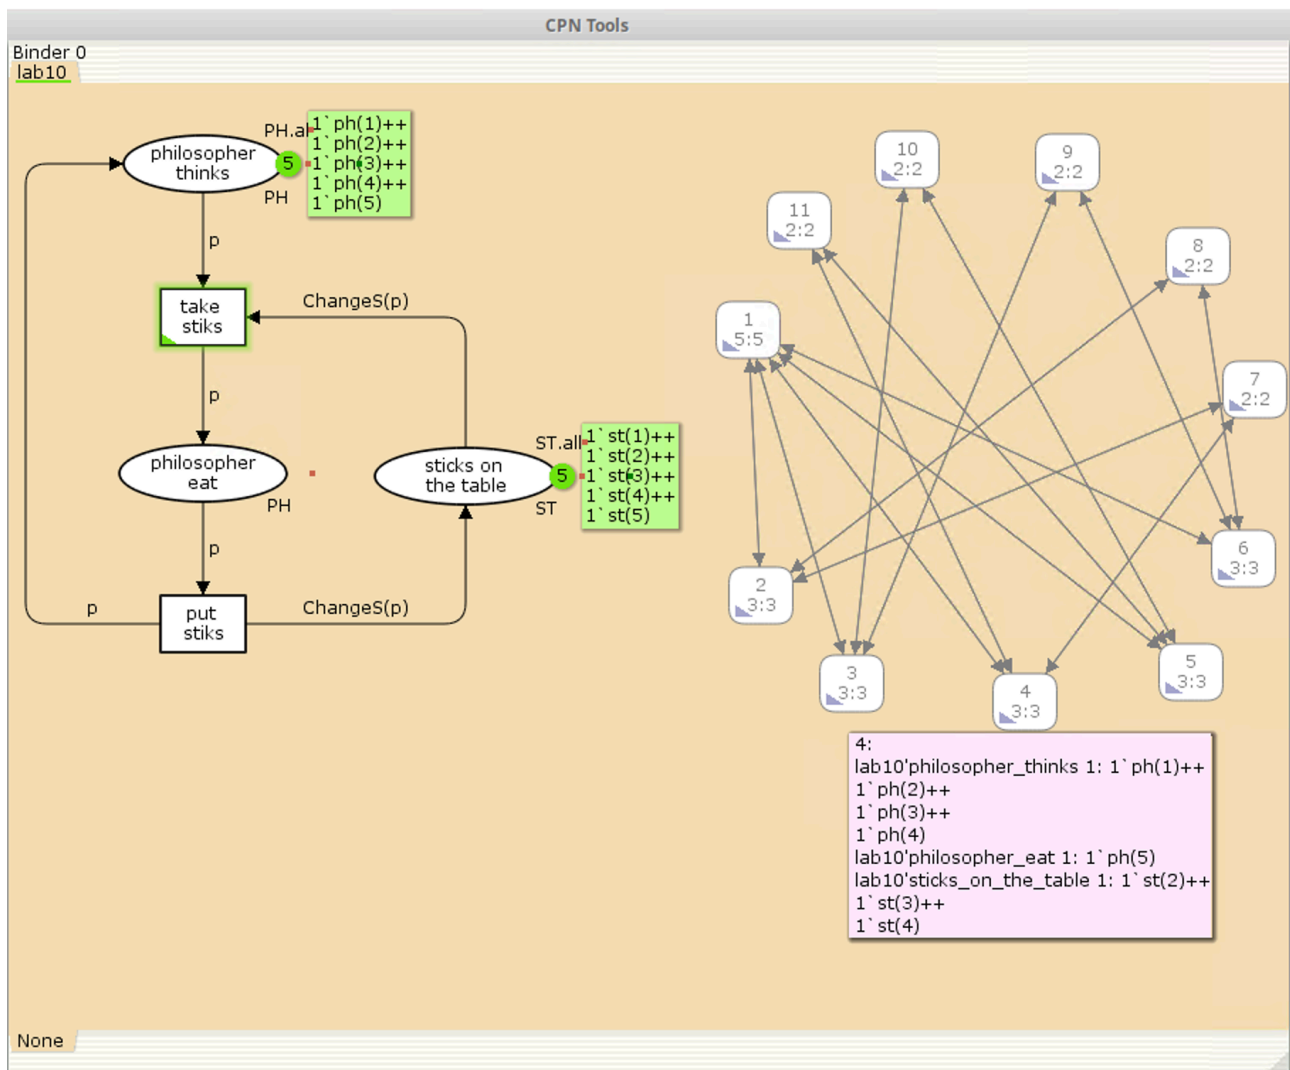 CPN Tools
Binder 0
lab10
philosopher
thinks
PH.al
5
PH
1`ph(1)++
1`ph(2)++
1`ph(3)++
1`ph(4)++
1`ph(5)
p
take
stiks
ChangeS(p)
p
philosopher
eat
PH
sticks on
the table
ST.all
5
ST
1`st(1)++
1`st(2)++
1`st(3)++
1`st(4)++
1`st(5)
p
p
put
stiks
ChangeS(p)
10
2:2
9
2:2
11
2:2
8
2:2
1
5:5
7
2:2
6
3:3
2
3:3
5
3:3
3
3:3
4
3:3
4:
lab10'philosopher_thinks 1: 1`ph(1)++
1`ph(2)++
1`ph(3)++
1`ph(4)
lab10'philosopher_eat 1: 1`ph(5)
lab10'sticks_on_the_table 1: 1`st(2)++
1`st(3)++
1`st(4)
None